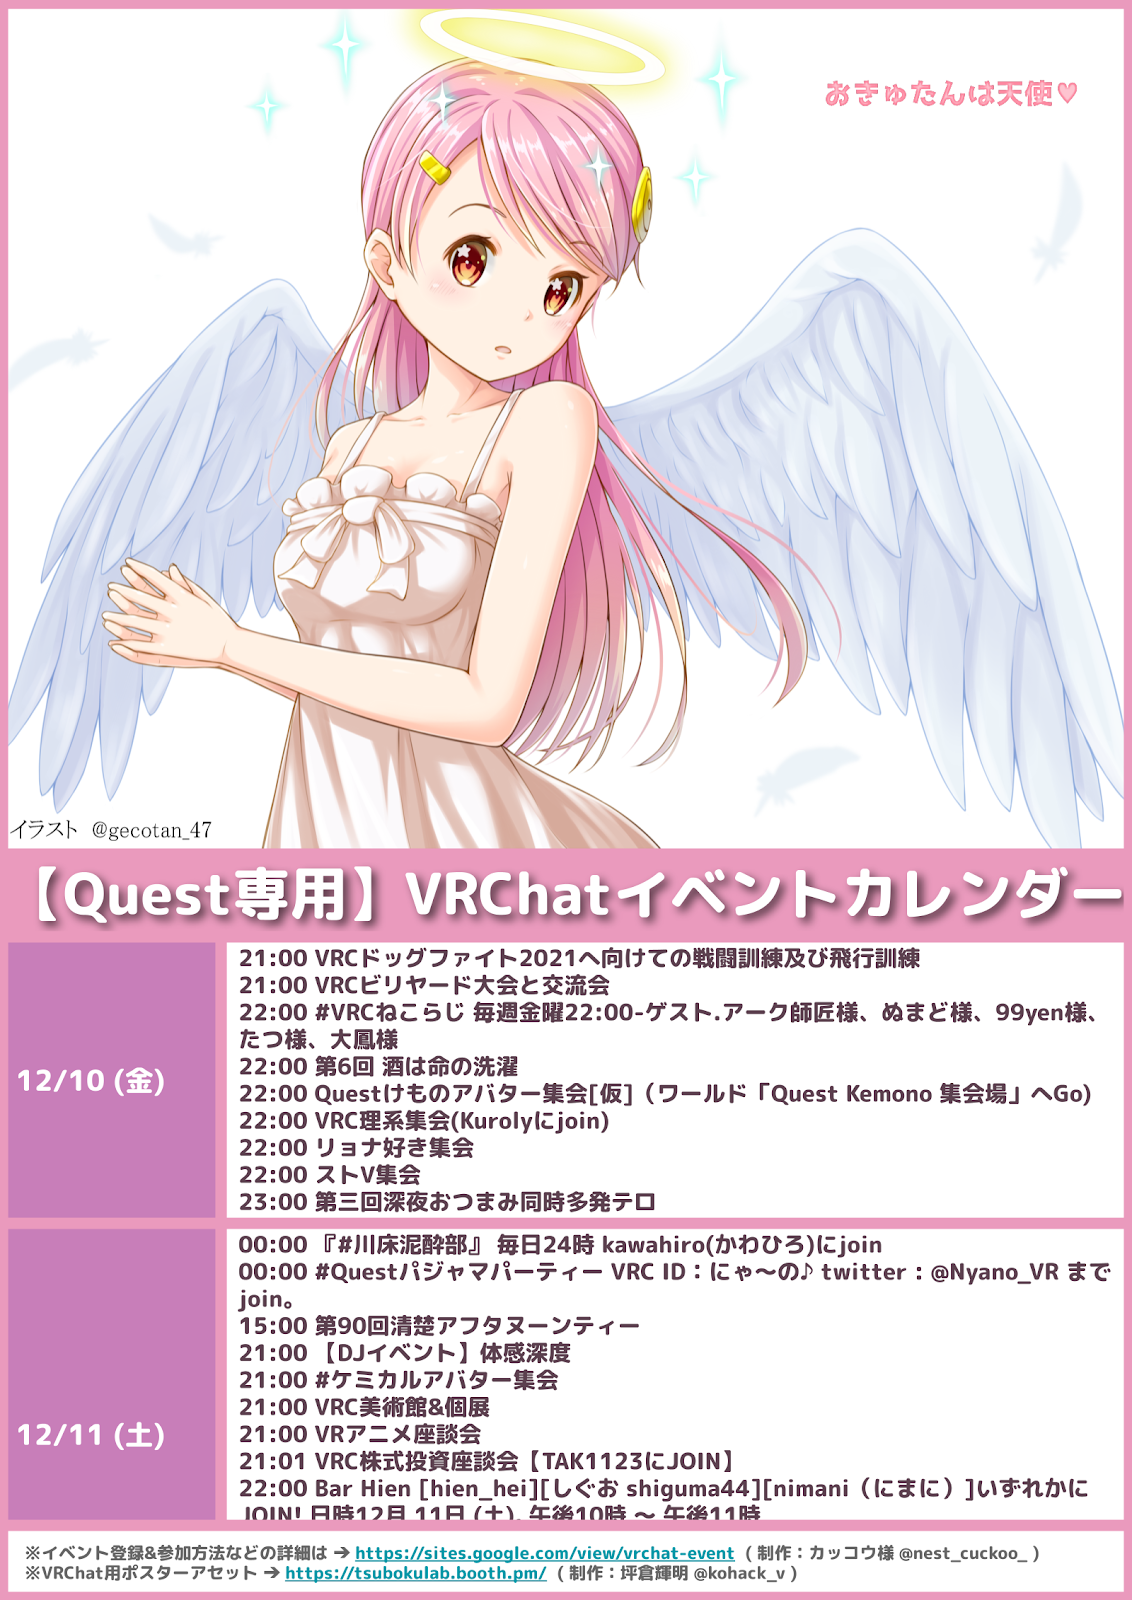 おきゅたんは天使♥
イラスト @gecotan_47
【Quest専用】VRChatイベントカレンダー
12/10 (金)
21:00 VRCドッグファイト2021へ向けての戦闘訓練及び飛行訓練
21:00 VRCビリヤード大会と交流会
22:00 #VRCねこらじ 毎週金曜22:00-ゲスト.アーク師匠様、ぬまど様、99yen様、
たつ様、大鳳様
22:00 第6回 酒は命の洗濯
22:00 Questけものアバター集会[仮]（ワールド「Quest Kemono 集会場」へGo)
22:00 VRC理系集会(Kurolyにjoin)
22:00 リョナ好き集会
22:00 ストV集会
23:00 第三回深夜おつまみ同時多発テロ
12/11 (土)
00:00 『#川床泥酔部』 毎日24時 kawahiro(かわひろ)にjoin
00:00 #Questパジャマパーティー VRC ID：にゃ～の♪ twitter : @Nyano_VR まで
join。
15:00 第90回清楚アフタヌーンティー
21:00 【DJイベント】体感深度
21:00 #ケミカルアバター集会
21:00 VRC美術館&個展
21:00 VRアニメ座談会
21:01 VRC株式投資座談会【TAK1123にJOIN】
22:00 Bar Hien [hien_hei][しぐお shiguma44][nimani（にまに）]いずれかに
JOIN! 日時12月 11日 (土), 午後10時 ～ 午後11時
※イベント登録&参加方法などの詳細は ➔ https://sites.google.com/view/vrchat-event ( 制作：カッコウ様 @nest_cuckoo_ )
※VRChat用ポスターアセット ➔ https://tsubokulab.booth.pm/ ( 制作：坪倉輝明 @kohack_v )